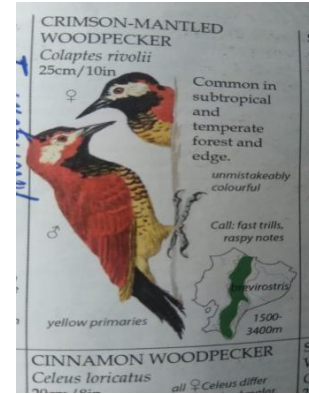 CRIMSON-MANTLED
WOODPECKER
Colaptes rivolii
25cm/10in
♀
Common in
subtropical
and
temperate
forest and
edge.
unmistakeably
colourful
♂
Call: fast trills,
raspy notes
brevirostris
yellow primaries
1500-
3400m
CINNAMON WOODPECKER
Celeus loricatus
all ♀ Celeus differ